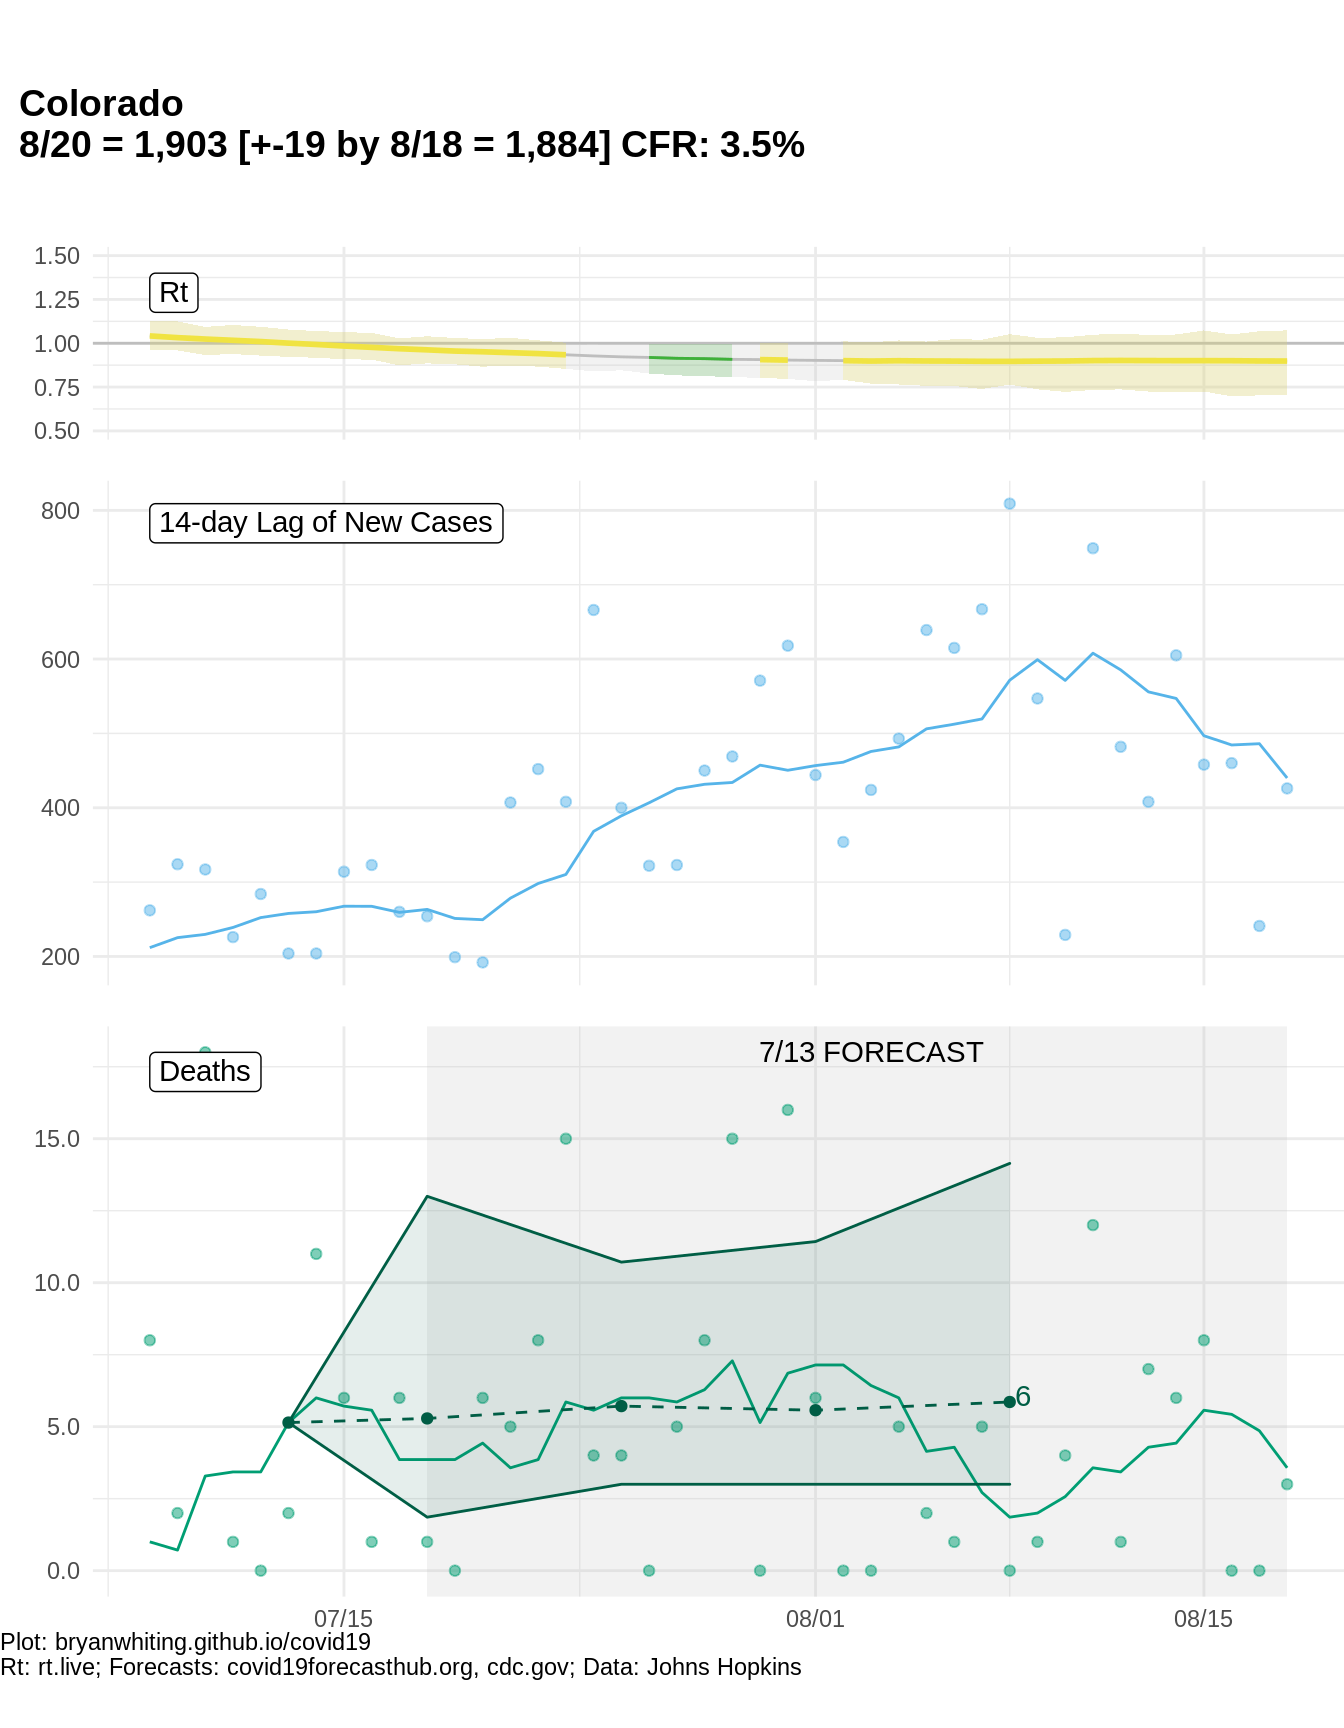 Colorado
8/20 = 1,903 [+-19 by 8/18 = 1,884] CFR: 3.5%
1.50
Rt
1.25
1.00
0.75
0.50
800
14-day Lag of New Cases
600
400
200
7/13 FORECAST
Deaths
15.0
10.0
6
5.0
0.0
07/15
08/01
08/15
Plot: bryanwhiting.github.io/covid19
Rt: rt.live; Forecasts: covid19forecasthub.org, cdc.gov; Data: Johns Hopkins